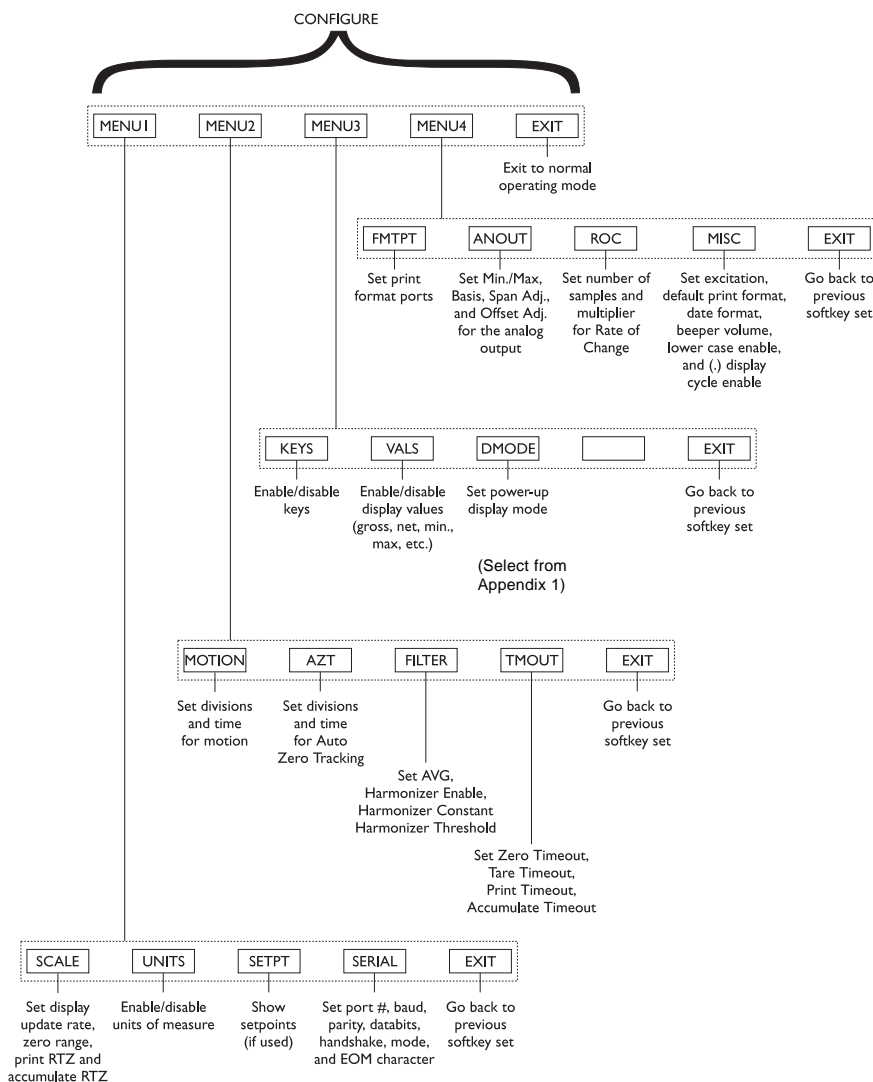 CONFIGURE
MENU1 MENU2 MENU3 MENU4 EXIT
Exit to normal
operating mode
FMTPT ANOUT ROC MISC EXIT
Set print
format ports
Set Min./Max,
Basis, Span Adj.,
and Offset Adj.
for the analog
output
Set number of
samples and
multiplier
for Rate of
Change
Set excitation,
default print format,
date format,
beeper volume,
lower case enable,
and (.) display
cycle enable
Go back to
previous
softkey set
KEYS VALS DMODE EXIT
Enable/disable
keys
Enable/disable
display values
(gross, net, min.,
max, etc.)
Set power-up
display mode
(Select from
Appendix 1)
Go back to
previous
softkey set
MOTION AZT FILTER TMOUT EXIT
Set divisions
and time
for motion
Set divisions
and time
for Auto
Zero Tracking
Set AVG,
Harmonizer Enable,
Harmonizer Constant
Harmonizer Threshold
Set Zero Timeout,
Tare Timeout,
Print Timeout,
Accumulate Timeout
Go back to
previous
softkey set
SCALE UNITS SETPT SERIAL EXIT
Set display
update rate,
zero range,
print RTZ and
accumulate RTZ
Enable/disable
units of measure
Show
setpoints
(if used)
Set port #, baud,
parity, databits,
handshake, mode,
and EOM character
Go back to
previous
softkey set